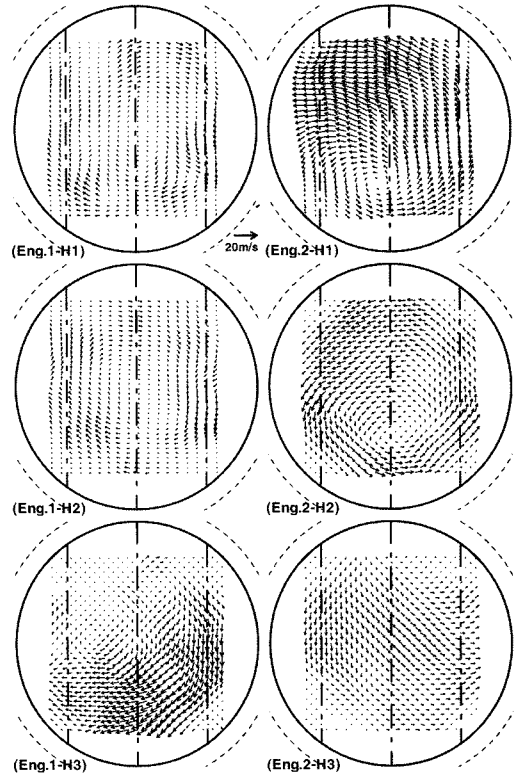 (Eng.1-H1)
20m/s
(Eng.2-H1)
(Eng.1-H2)
(Eng.2-H2)
(Eng.1-H3)
(Eng.2-H3)